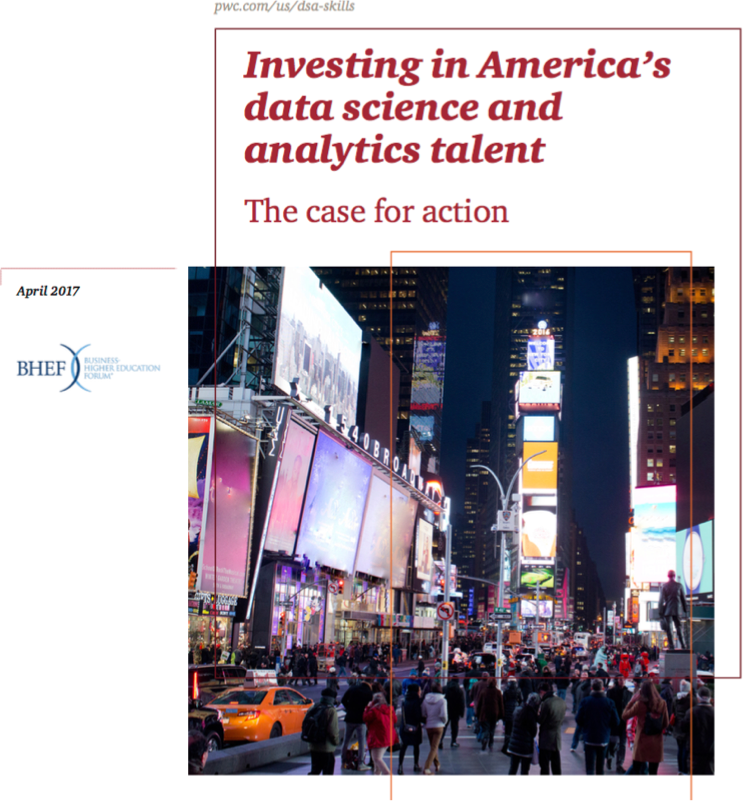 pwc.com/us/dsa-skills
Investing in America's
data science and
analytics talent
The case for action
April 2017
BHEF
BUSINESS-
HIGHER EDUCATION
FORUM
1540 BROADWAY